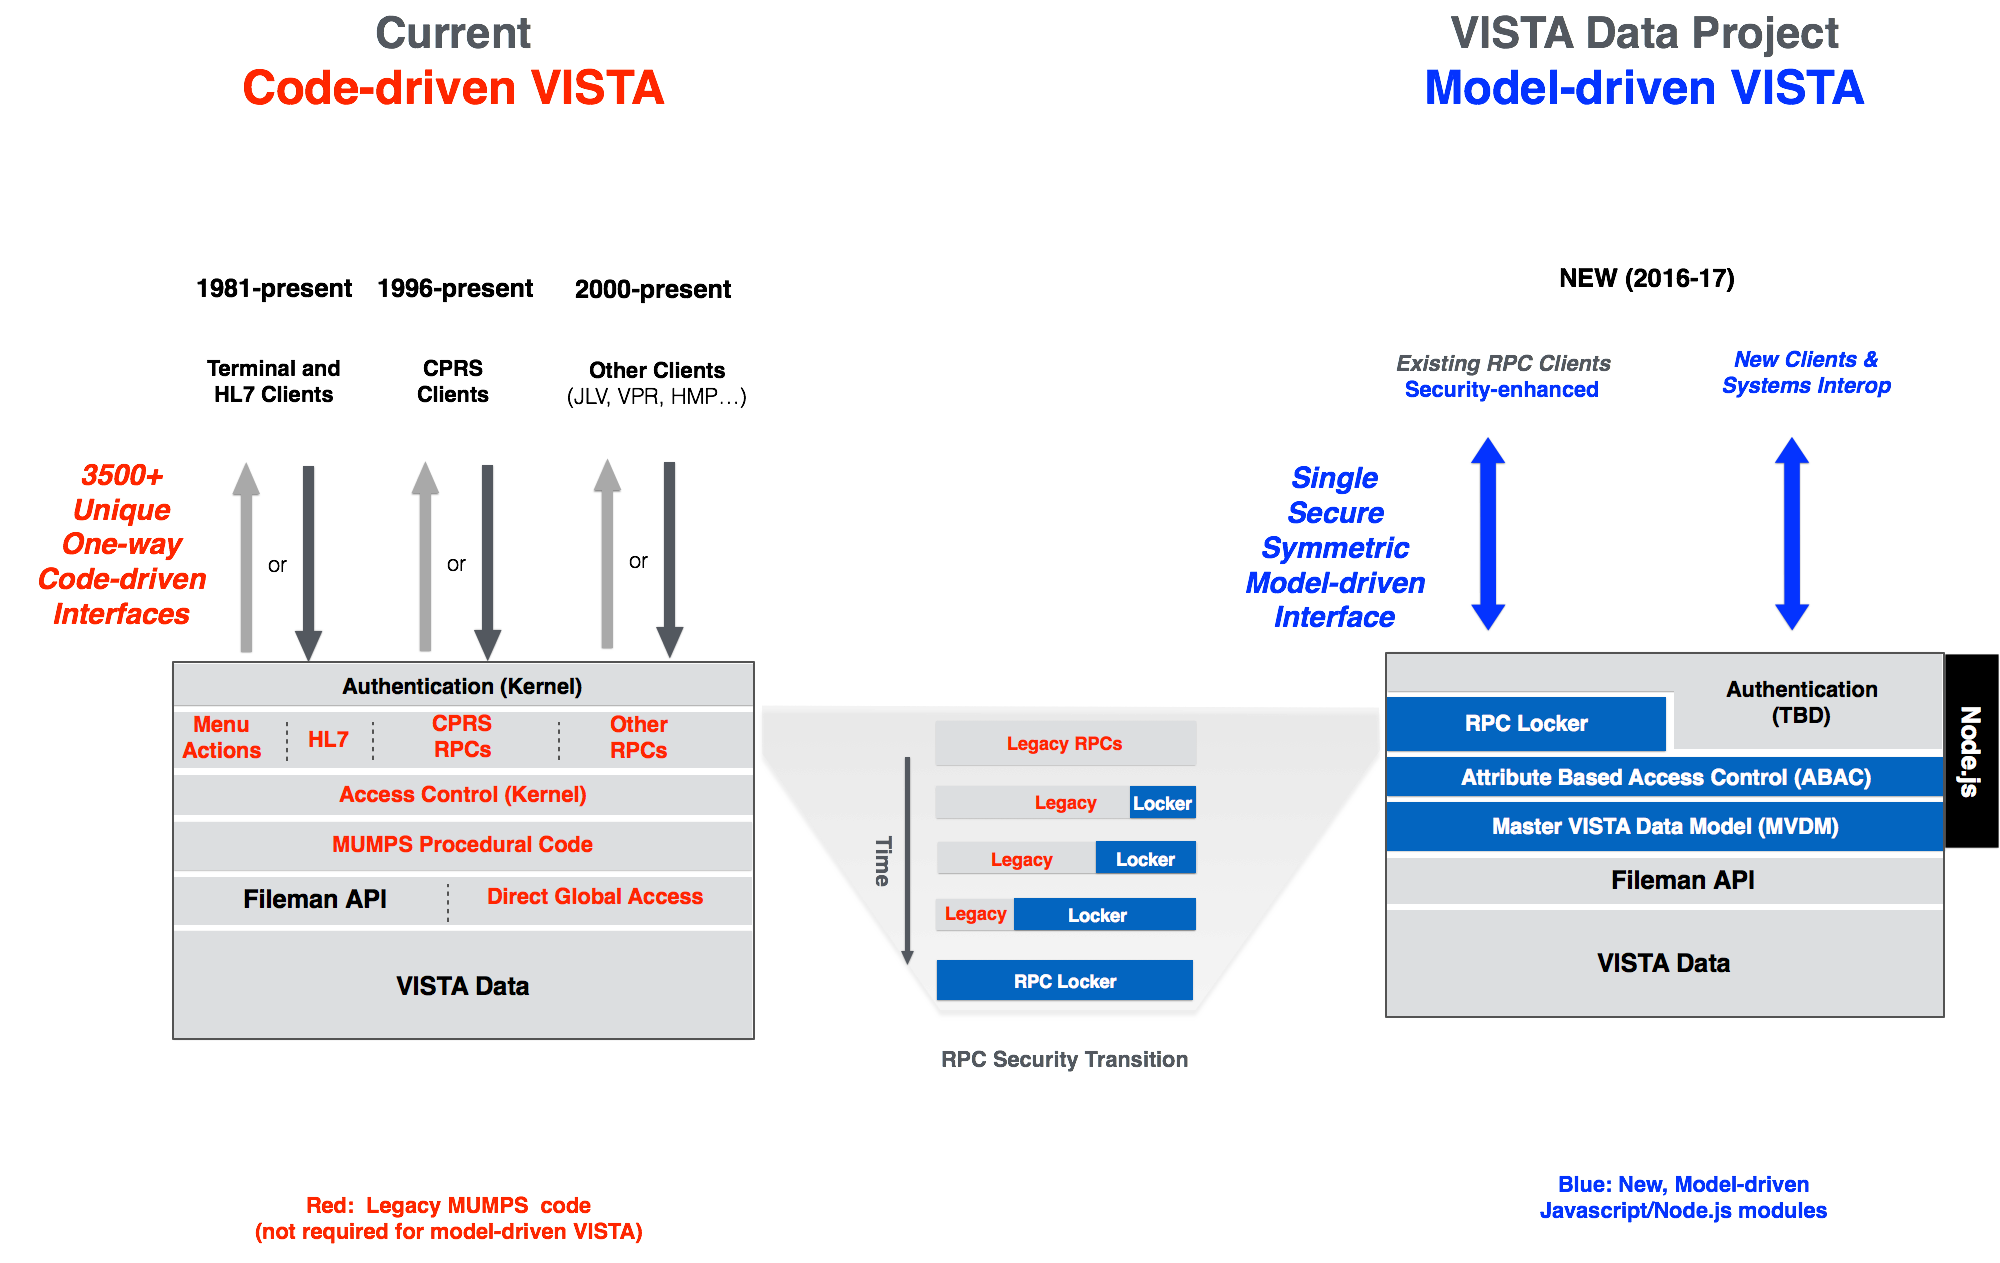 Current
Code-driven VISTA
VISTA Data Project
Model-driven VISTA
1981-present
1996-present
2000-present
NEW (2016-17)
Terminal and
HL7 Clients
CPRS
Clients
Other Clients
(JLV, VPR, HMP…)
Existing RPC Clients
Security-enhanced
New Clients &
Systems Interop
3500+
Unique
One-way
Code-driven
Interfaces
or
or
or
Single
Secure
Symmetric
Model-driven
Interface
Authentication (Kernel)
Menu
Actions
HL7
CPRS
RPCs
Other
RPCs
Access Control (Kernel)
MUMPS Procedural Code
Fileman API
Direct Global Access
VISTA Data
Legacy RPCs
Legacy
Locker
Legacy
Locker
Legacy
Locker
RPC Locker
Time
RPC Security Transition
RPC Locker
Authentication
(TBD)
Attribute Based Access Control (ABAC)
Master VISTA Data Model (MVDM)
Fileman API
VISTA Data
Node.js
Red:  Legacy MUMPS  code
(not required for model-driven VISTA)
Blue: New, Model-driven
Javascript/Node.js modules